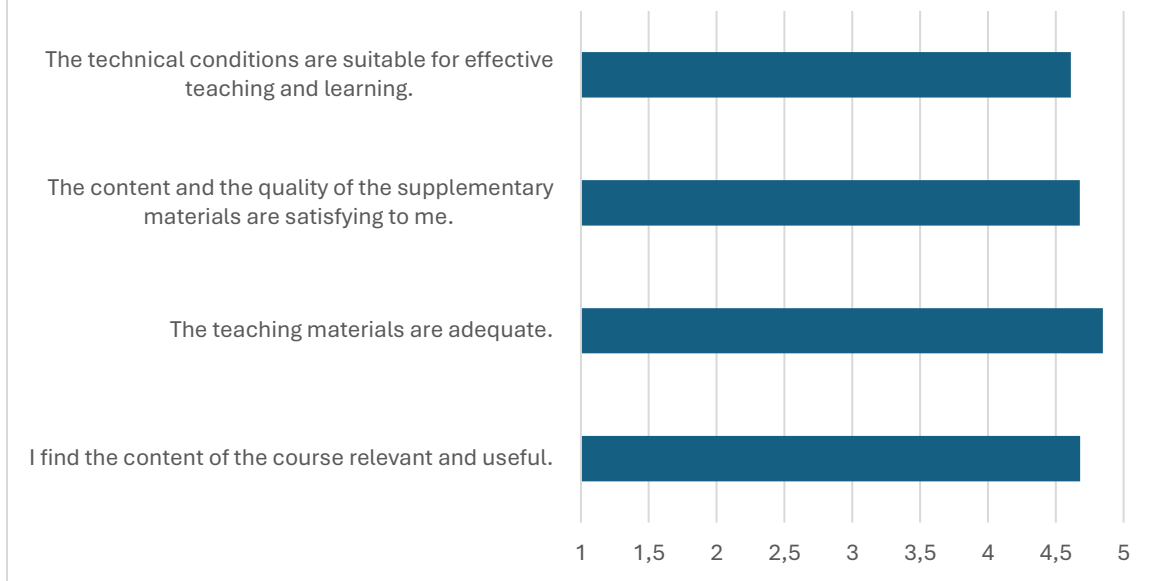 The technical conditions are suitable for effective
teaching and learning.
The content and the quality of the supplementary
materials are satisfying to me.
The teaching materials are adequate.
I find the content of the course relevant and useful.
1 1,5 2 2,5 3 3,5 4 4,5 5